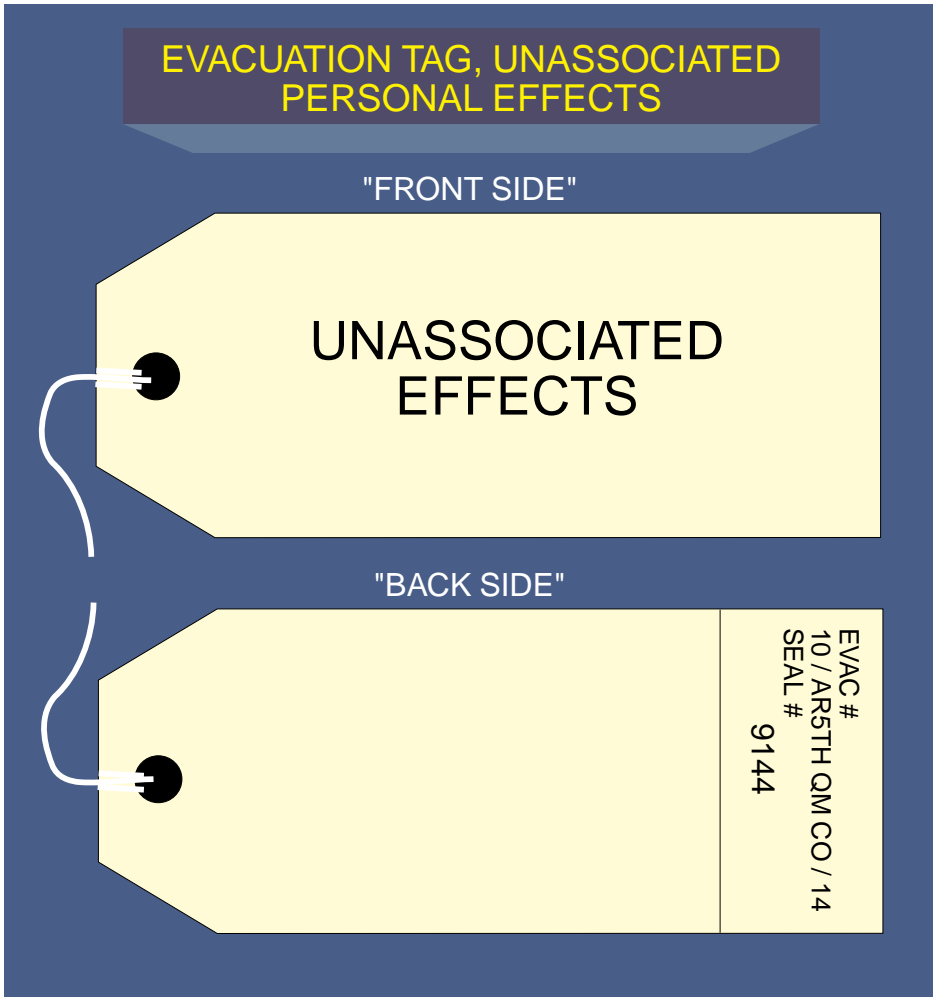 EVACUATION TAG, UNASSOCIATED
PERSONAL EFFECTS
"FRONT SIDE"
UNASSOCIATED
EFFECTS
"BACK SIDE"
EVAC #
10 / AR5TH QM CO / 14
SEAL #
9144